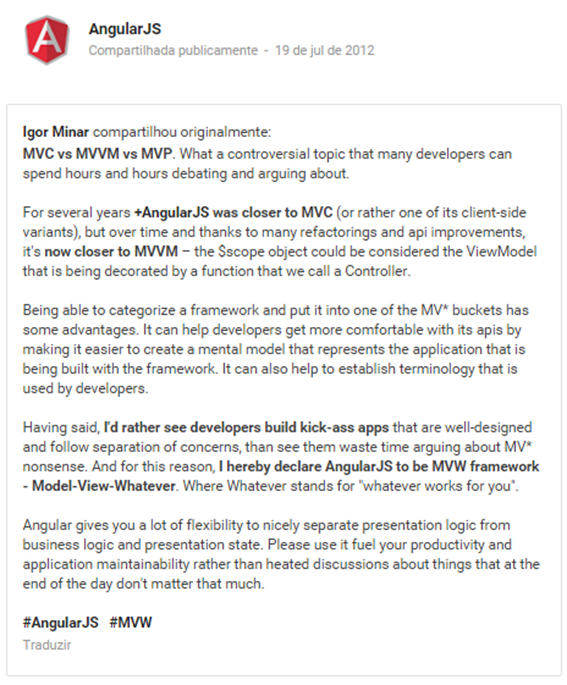 AngularJS
Compartilhada publicamente - 19 de jul de 2012
Igor Minar compartilhou originalmente:
MVC vs MVVM vs MVP. What a controversial topic that many developers can
spend hours and hours debating and arguing about.
For several years +AngularJS was closer to MVC (or rather one of its client-side
variants), but over time and thanks to many refactorings and api improvements,
it's now closer to MVVM – the $scope object could be considered the ViewModel
that is being decorated by a function that we call a Controller.
Being able to categorize a framework and put it into one of the MV* buckets has
some advantages. It can help developers get more comfortable with its apis by
making it easier to create a mental model that represents the application that is
being built with the framework. It can also help to establish terminology that is
used by developers.
Having said, I'd rather see developers build kick-ass apps that are well-designed
and follow separation of concerns, than see them waste time arguing about MV*
nonsense. And for this reason, I hereby declare AngularJS to be MVW framework
- Model-View-Whatever. Where Whatever stands for "whatever works for you".
Angular gives you a lot of flexibility to nicely separate presentation logic from
business logic and presentation state. Please use it fuel your productivity and
application maintainability rather than heated discussions about things that at the
end of the day don't matter that much.
#AngularJS #MVW
Traduzir